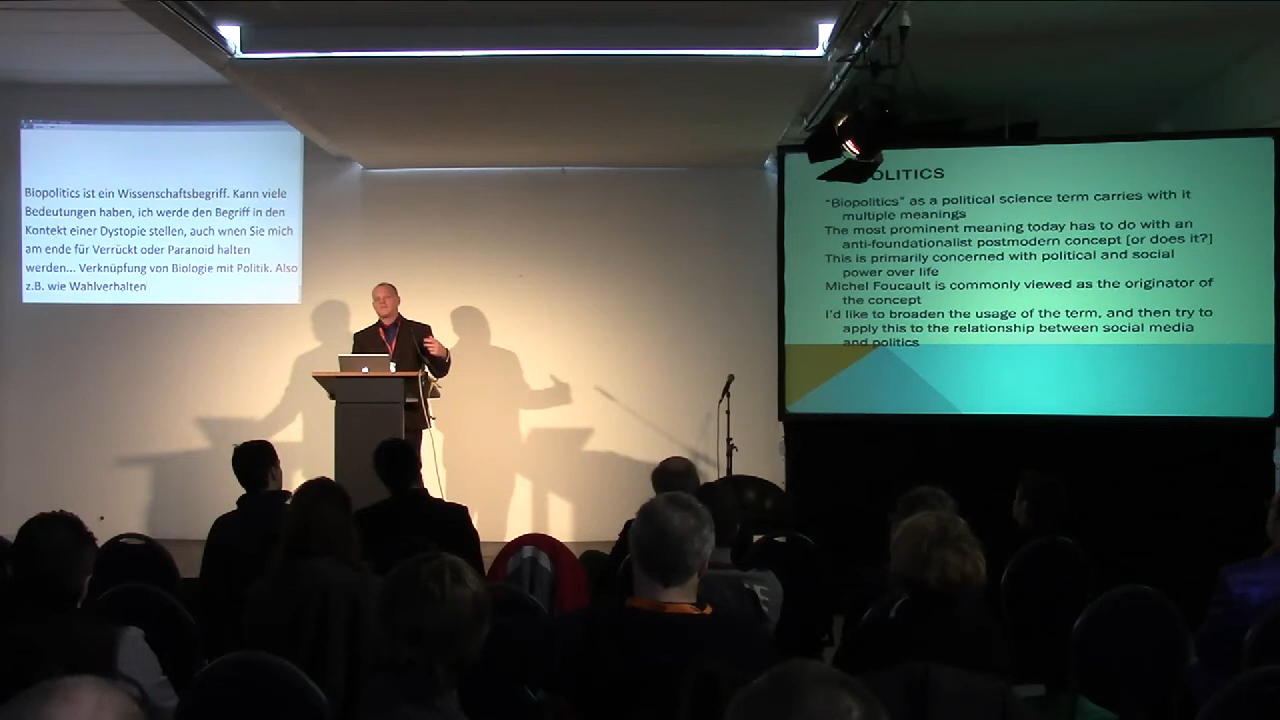 Biopolitics ist ein Wissenschaftsbegriff. Kann viele
Bedeutungen haben, ich werde den Begriff in den
Kontekt einer Dystopie stellen, auch wnen Sie mich
am ende für Verrückt oder Paranoid halten
werden... Verknüpfung von Biologie mit Politik. Also
z.B. wie Wahlverhalten
OLITICS
“Biopolitics” as a political science term carries with it
multiple meanings
The most prominent meaning today has to do with an
anti-foundationalist postmodern concept [or does it?]
This is primarily concerned with political and social
power over life
Michel Foucault is commonly viewed as the originator of
the concept
I’d like to broaden the usage of the term, and then try to
apply this to the relationship between social media
and politics